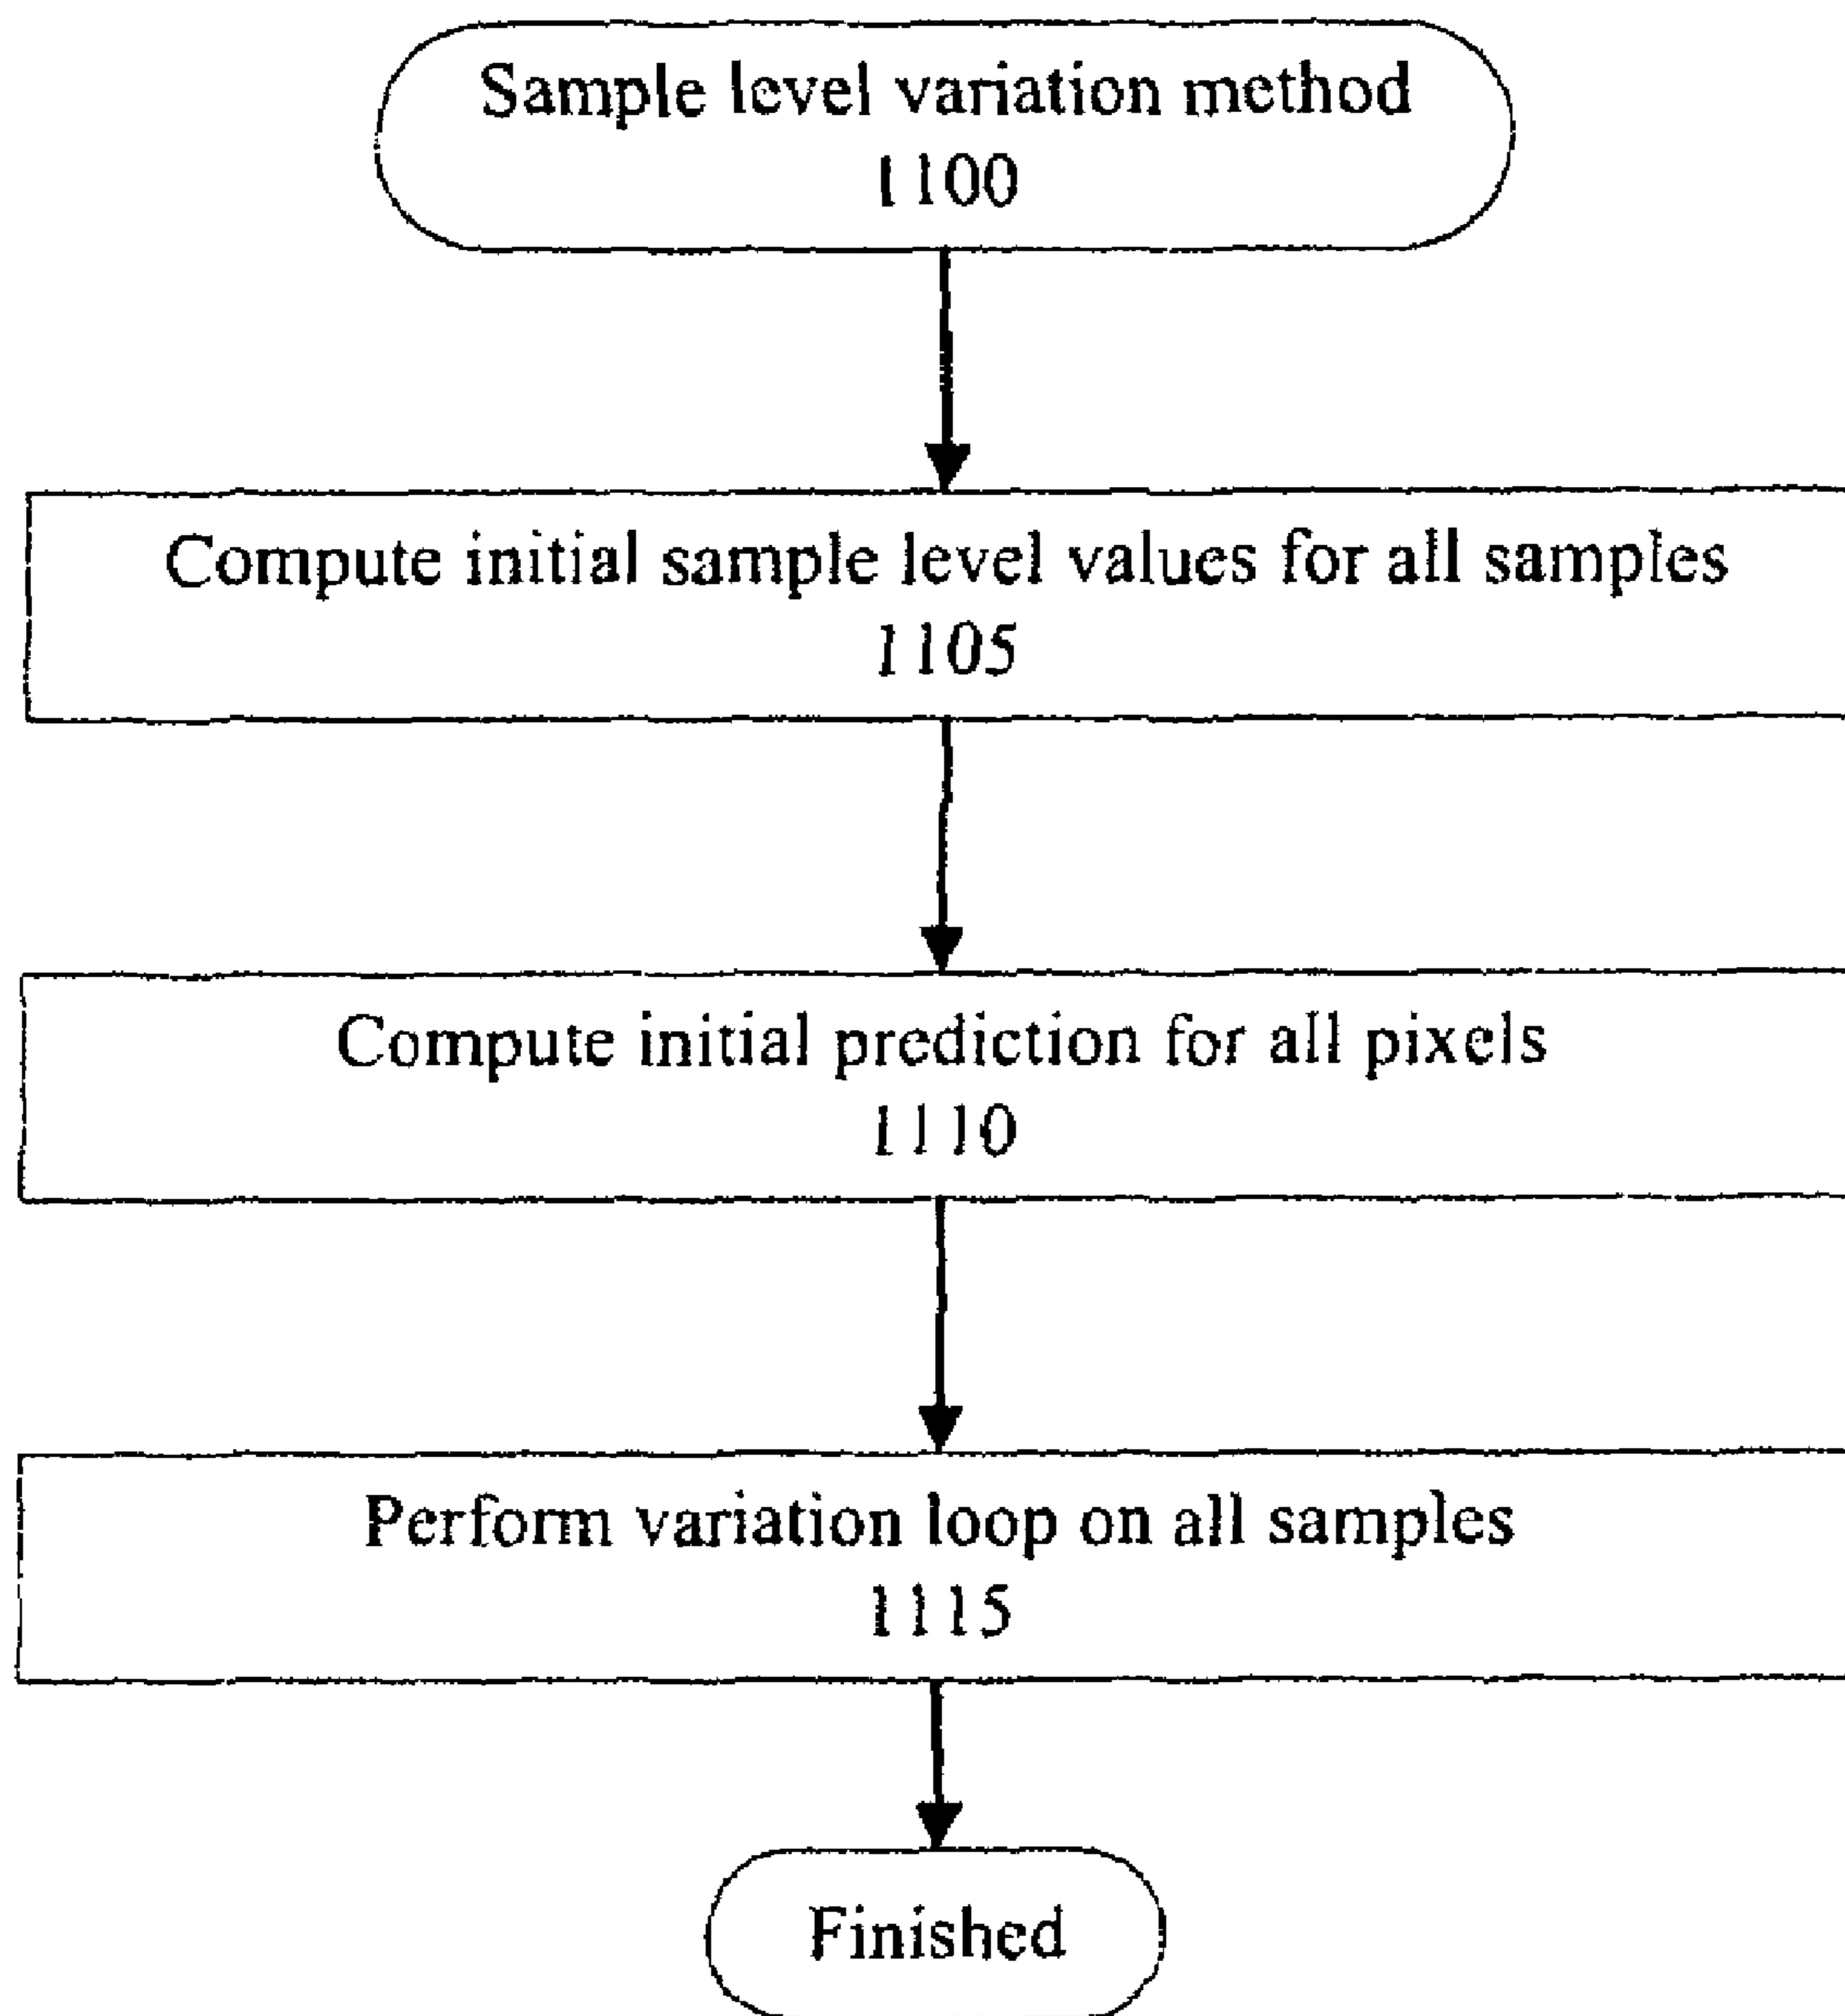 Sample level variation method
1100
Compute initial sample level values for all samples
1105
Compute initial prediction for all pixels
1110
Perform variation loop on all samples
1115
Finished